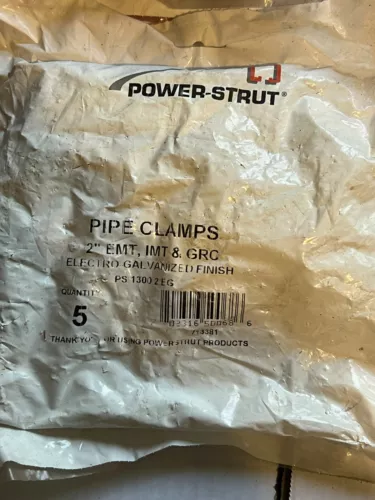 POWER-STRUT®
PIPE CLAMPS
2" EMT, IMT & GRC
ELECTRO GALVANIZED FINISH
PS 1300 2 EG
QUANTITY
5
THANK YOU FOR USING POWER STRUT PRODUCTS